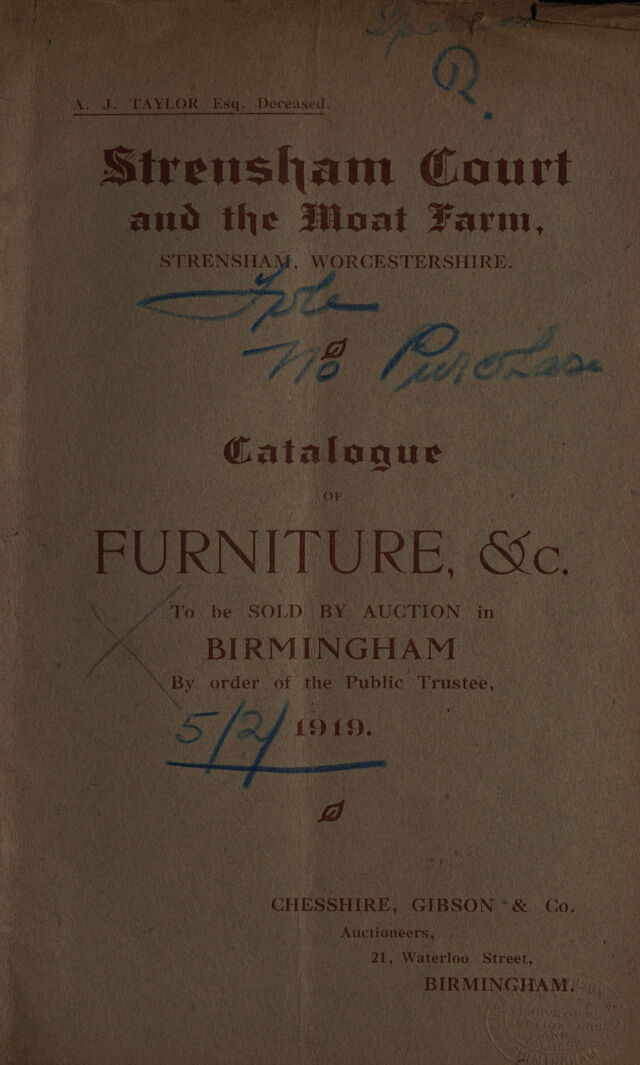 A. J. TAYLOR Esq. Deceased.
Strensham Court
and the Moat Farm,
STRENSHAM, WORCESTERSHIRE.
No Purchase
Catalogue
OF
FURNITURE, &c.
To be SOLD BY AUCTION in
BIRMINGHAM
By order of the Public Trustee,
5/2/ 1919.
CHESSHIRE, GIBSON & Co.
Auctioneers,
21, Waterloo Street,
BIRMINGHAM.